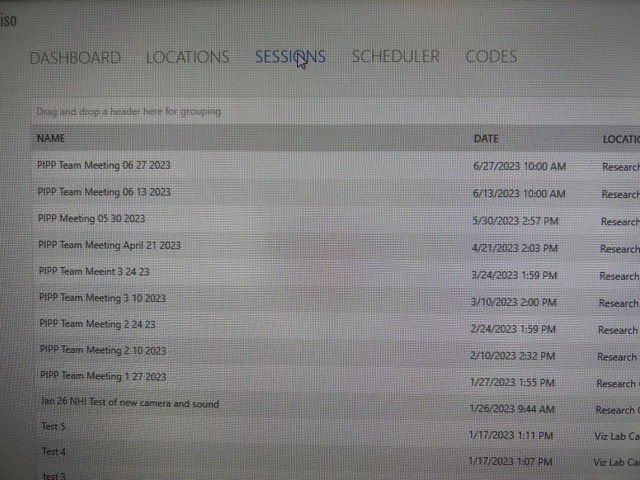 iso
DASHBOARD LOCATIONS SESSIONS SCHEDULER CODES
Drag and drop a header here for grouping
NAME DATE LOCATIO
PIPP Team Meeting 06 27 2023 6/27/2023 10:00 AM Research
PIPP Team Meeting 06 13 2023 6/13/2023 10:00 AM Research
PIPP Meeting 05 30 2023 5/30/2023 2:57 PM Research
PIPP Team Meeting April 21 2023 4/21/2023 2:03 PM Research
PIPP Team Meeint 3 24 23 3/24/2023 1:59 PM Research
PIPP Team Meeting 3 10 2023 3/10/2023 2:00 PM Research
PIPP Team Meeting 2 24 23 2/24/2023 1:59 PM Research
PIPP Team Meeting 2 10 2023 2/10/2023 2:32 PM Research
PIPP Team Meeting 1 27 2023 1/27/2023 1:55 PM Research
Jan 26 NHI Test of new camera and sound 1/26/2023 9:44 AM Research
Test 5 1/17/2023 1:11 PM Viz Lab Ca
Test 4 1/17/2023 1:07 PM Viz Lab Ca
test 3